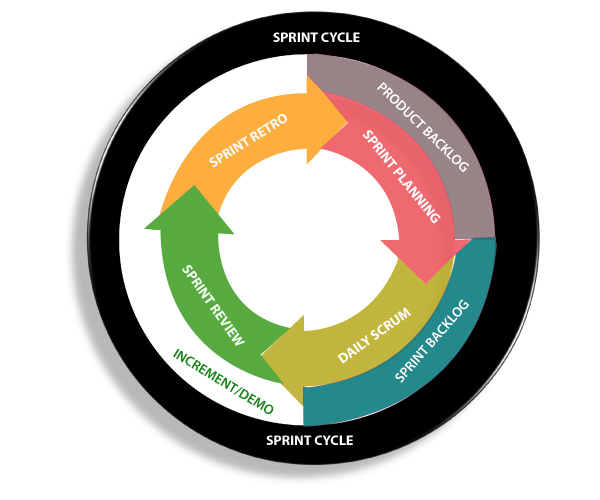 SPRINT CYCLE
PRODUCT BACKLOG
SPRINT RETRO
SPRINT PLANNING
SPRINT REVIEW
DAILY SCRUM
SPRINT BACKLOG
INCREMENT/DEMO
SPRINT CYCLE